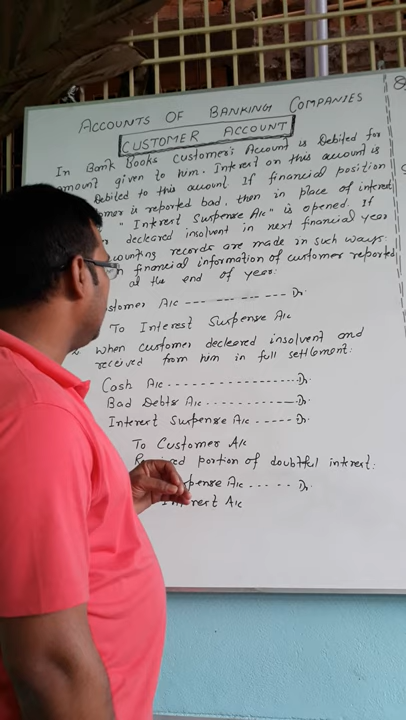 ACCOUNTS OF BANKING COMPANIES
CUSTOMER ACCOUNT
In Bank Books Customer's Account is Debited for
amount given to him. Interest on this account is
Debited to this account. If financial position
is reported bad, then in place of interest
" Interest Suspense A/c" is opened. If
declared insolvent in next financial year
accounting records are made in such ways:
financial information of customer reported
at the end of year:
A/c -------------- Dr.
To Interest Suspense A/c
When customer decleared insolvent and
received from him in full settlement:
Cash A/c --------------- Dr.
Bad Debts A/c ------------ Dr.
Interest Suspense A/c ----- Dr.
To Customer A/c
portion of doubtful interest:
A/c ----- Dr.
A/c